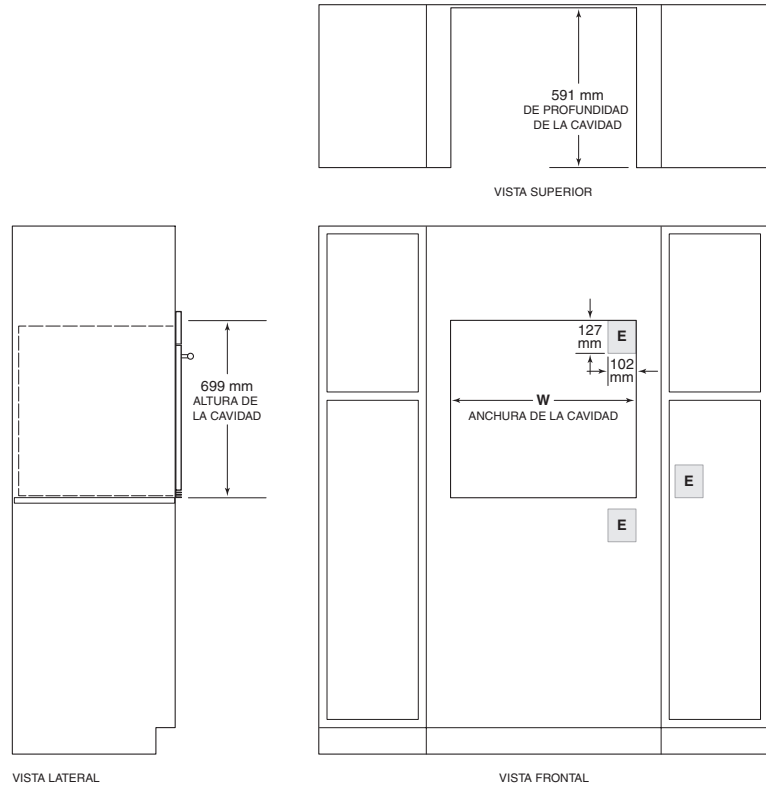 591 mm
DE PROFUNDIDAD
DE LA CAVIDAD
VISTA SUPERIOR
699 mm
ALTURA DE
LA CAVIDAD
127
mm
E
102
mm
W
ANCHURA DE LA CAVIDAD
E
E
VISTA LATERAL
VISTA FRONTAL